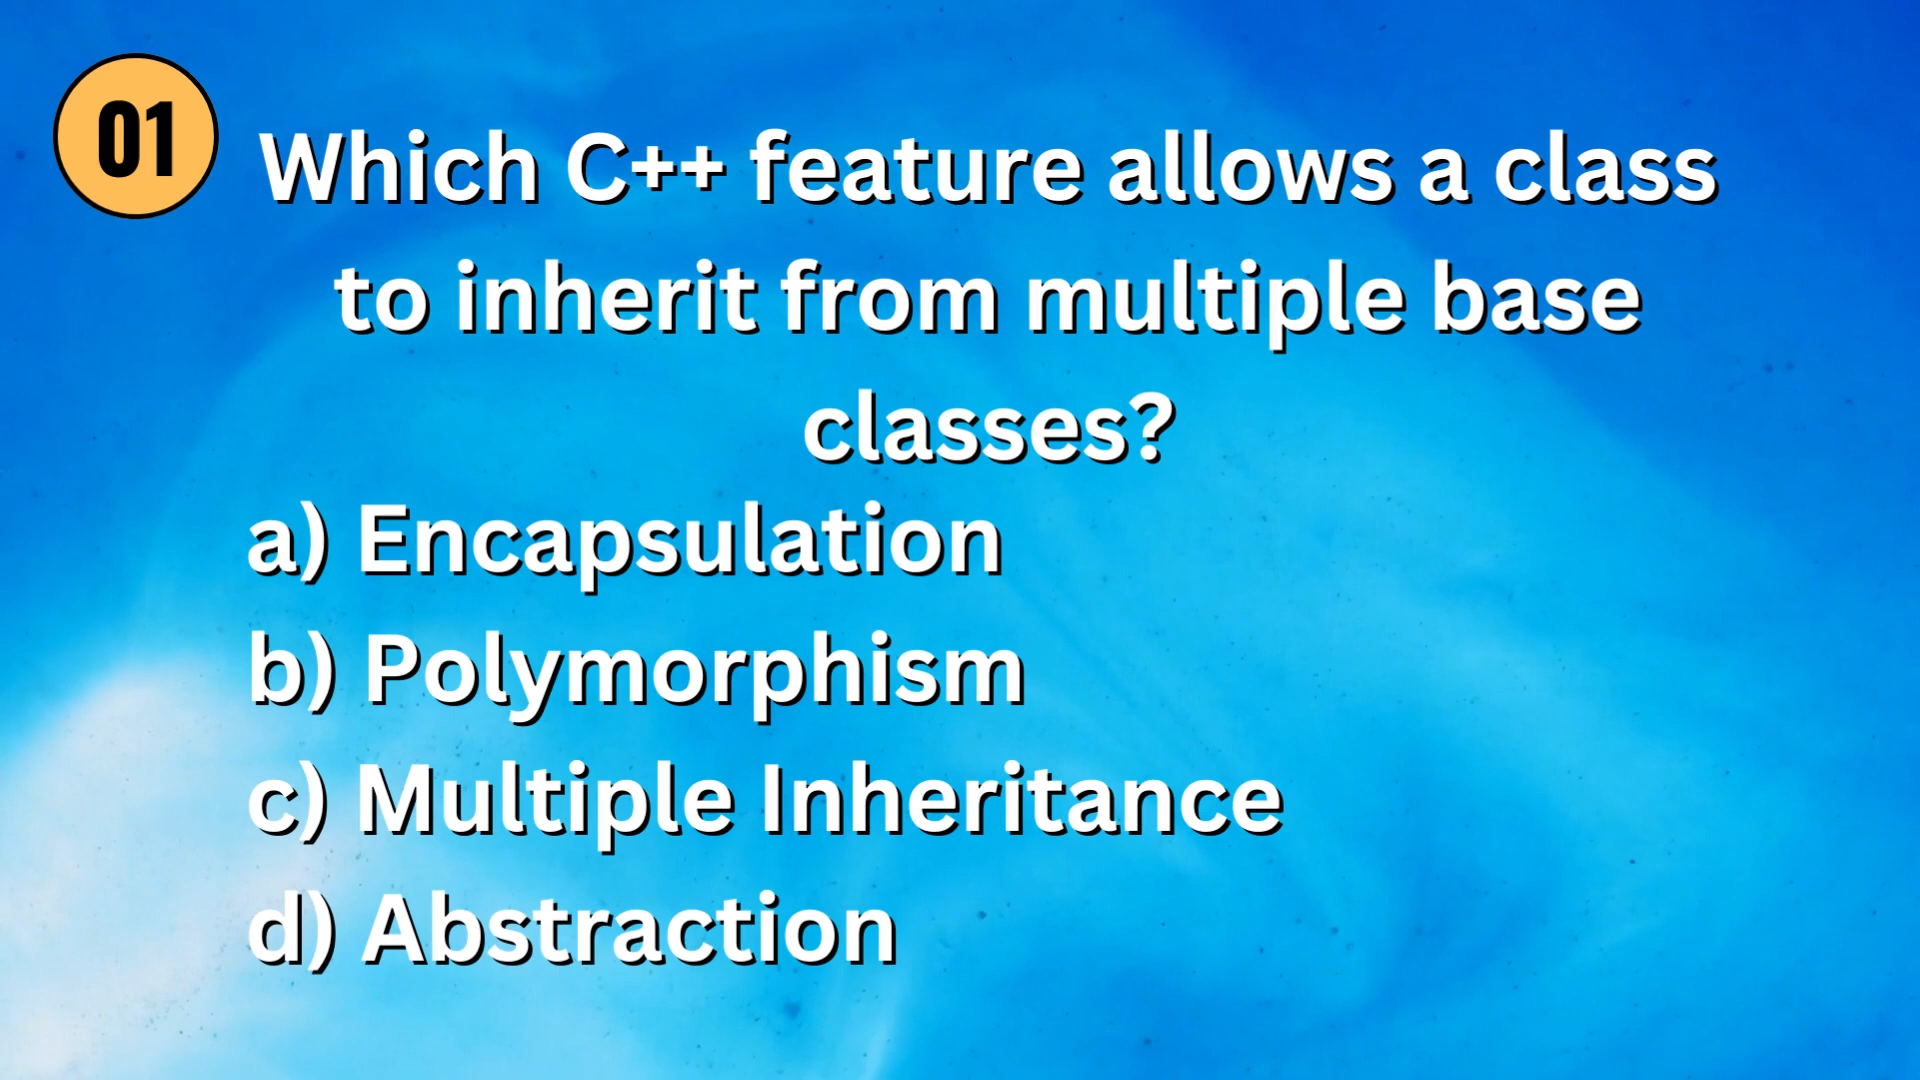 01
Which C++ feature allows a class
to inherit from multiple base
classes?
a) Encapsulation
b) Polymorphism
c) Multiple Inheritance
d) Abstraction